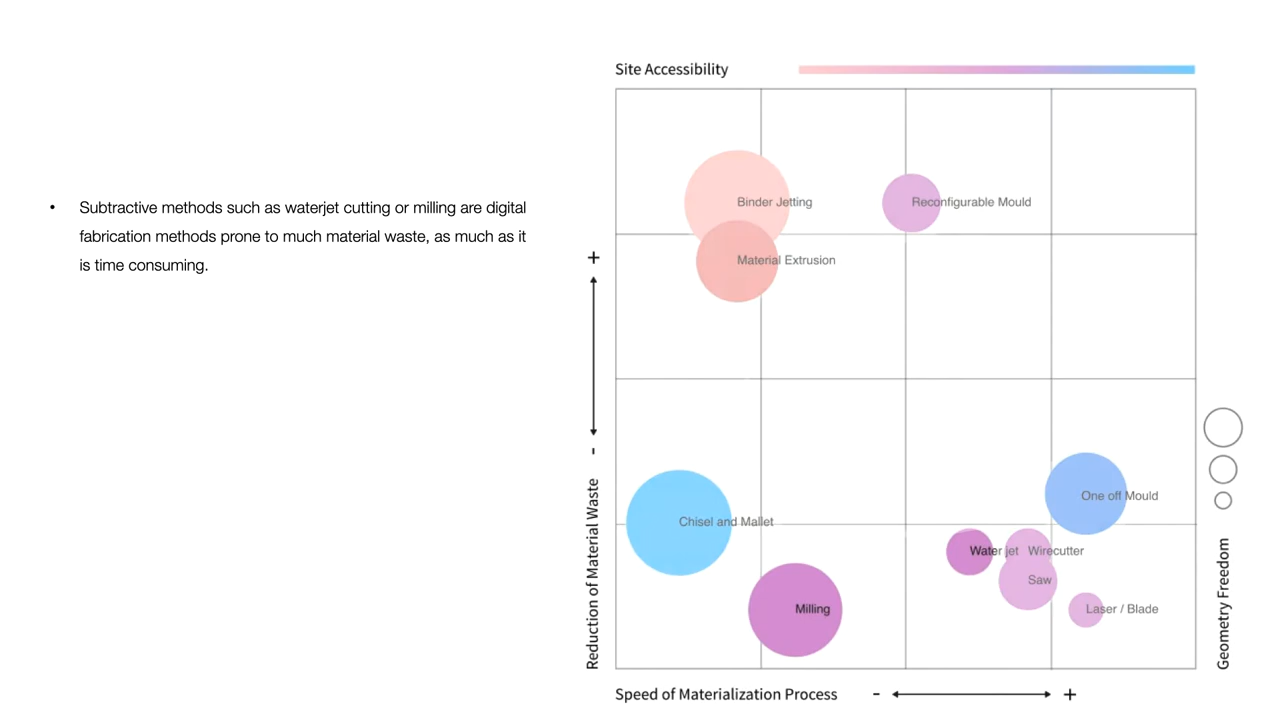 • Subtractive methods such as waterjet cutting or milling are digital
fabrication methods prone to much material waste, as much as it
is time consuming.
Site Accessibility
Binder Jetting
Reconfigurable Mould
Material Extrusion
+
-
Reduction of Material Waste
One off Mould
Chisel and Mallet
Water jet
Wirecutter
Saw
Milling
Laser / Blade
Geometry Freedom
Speed of Materialization Process - +